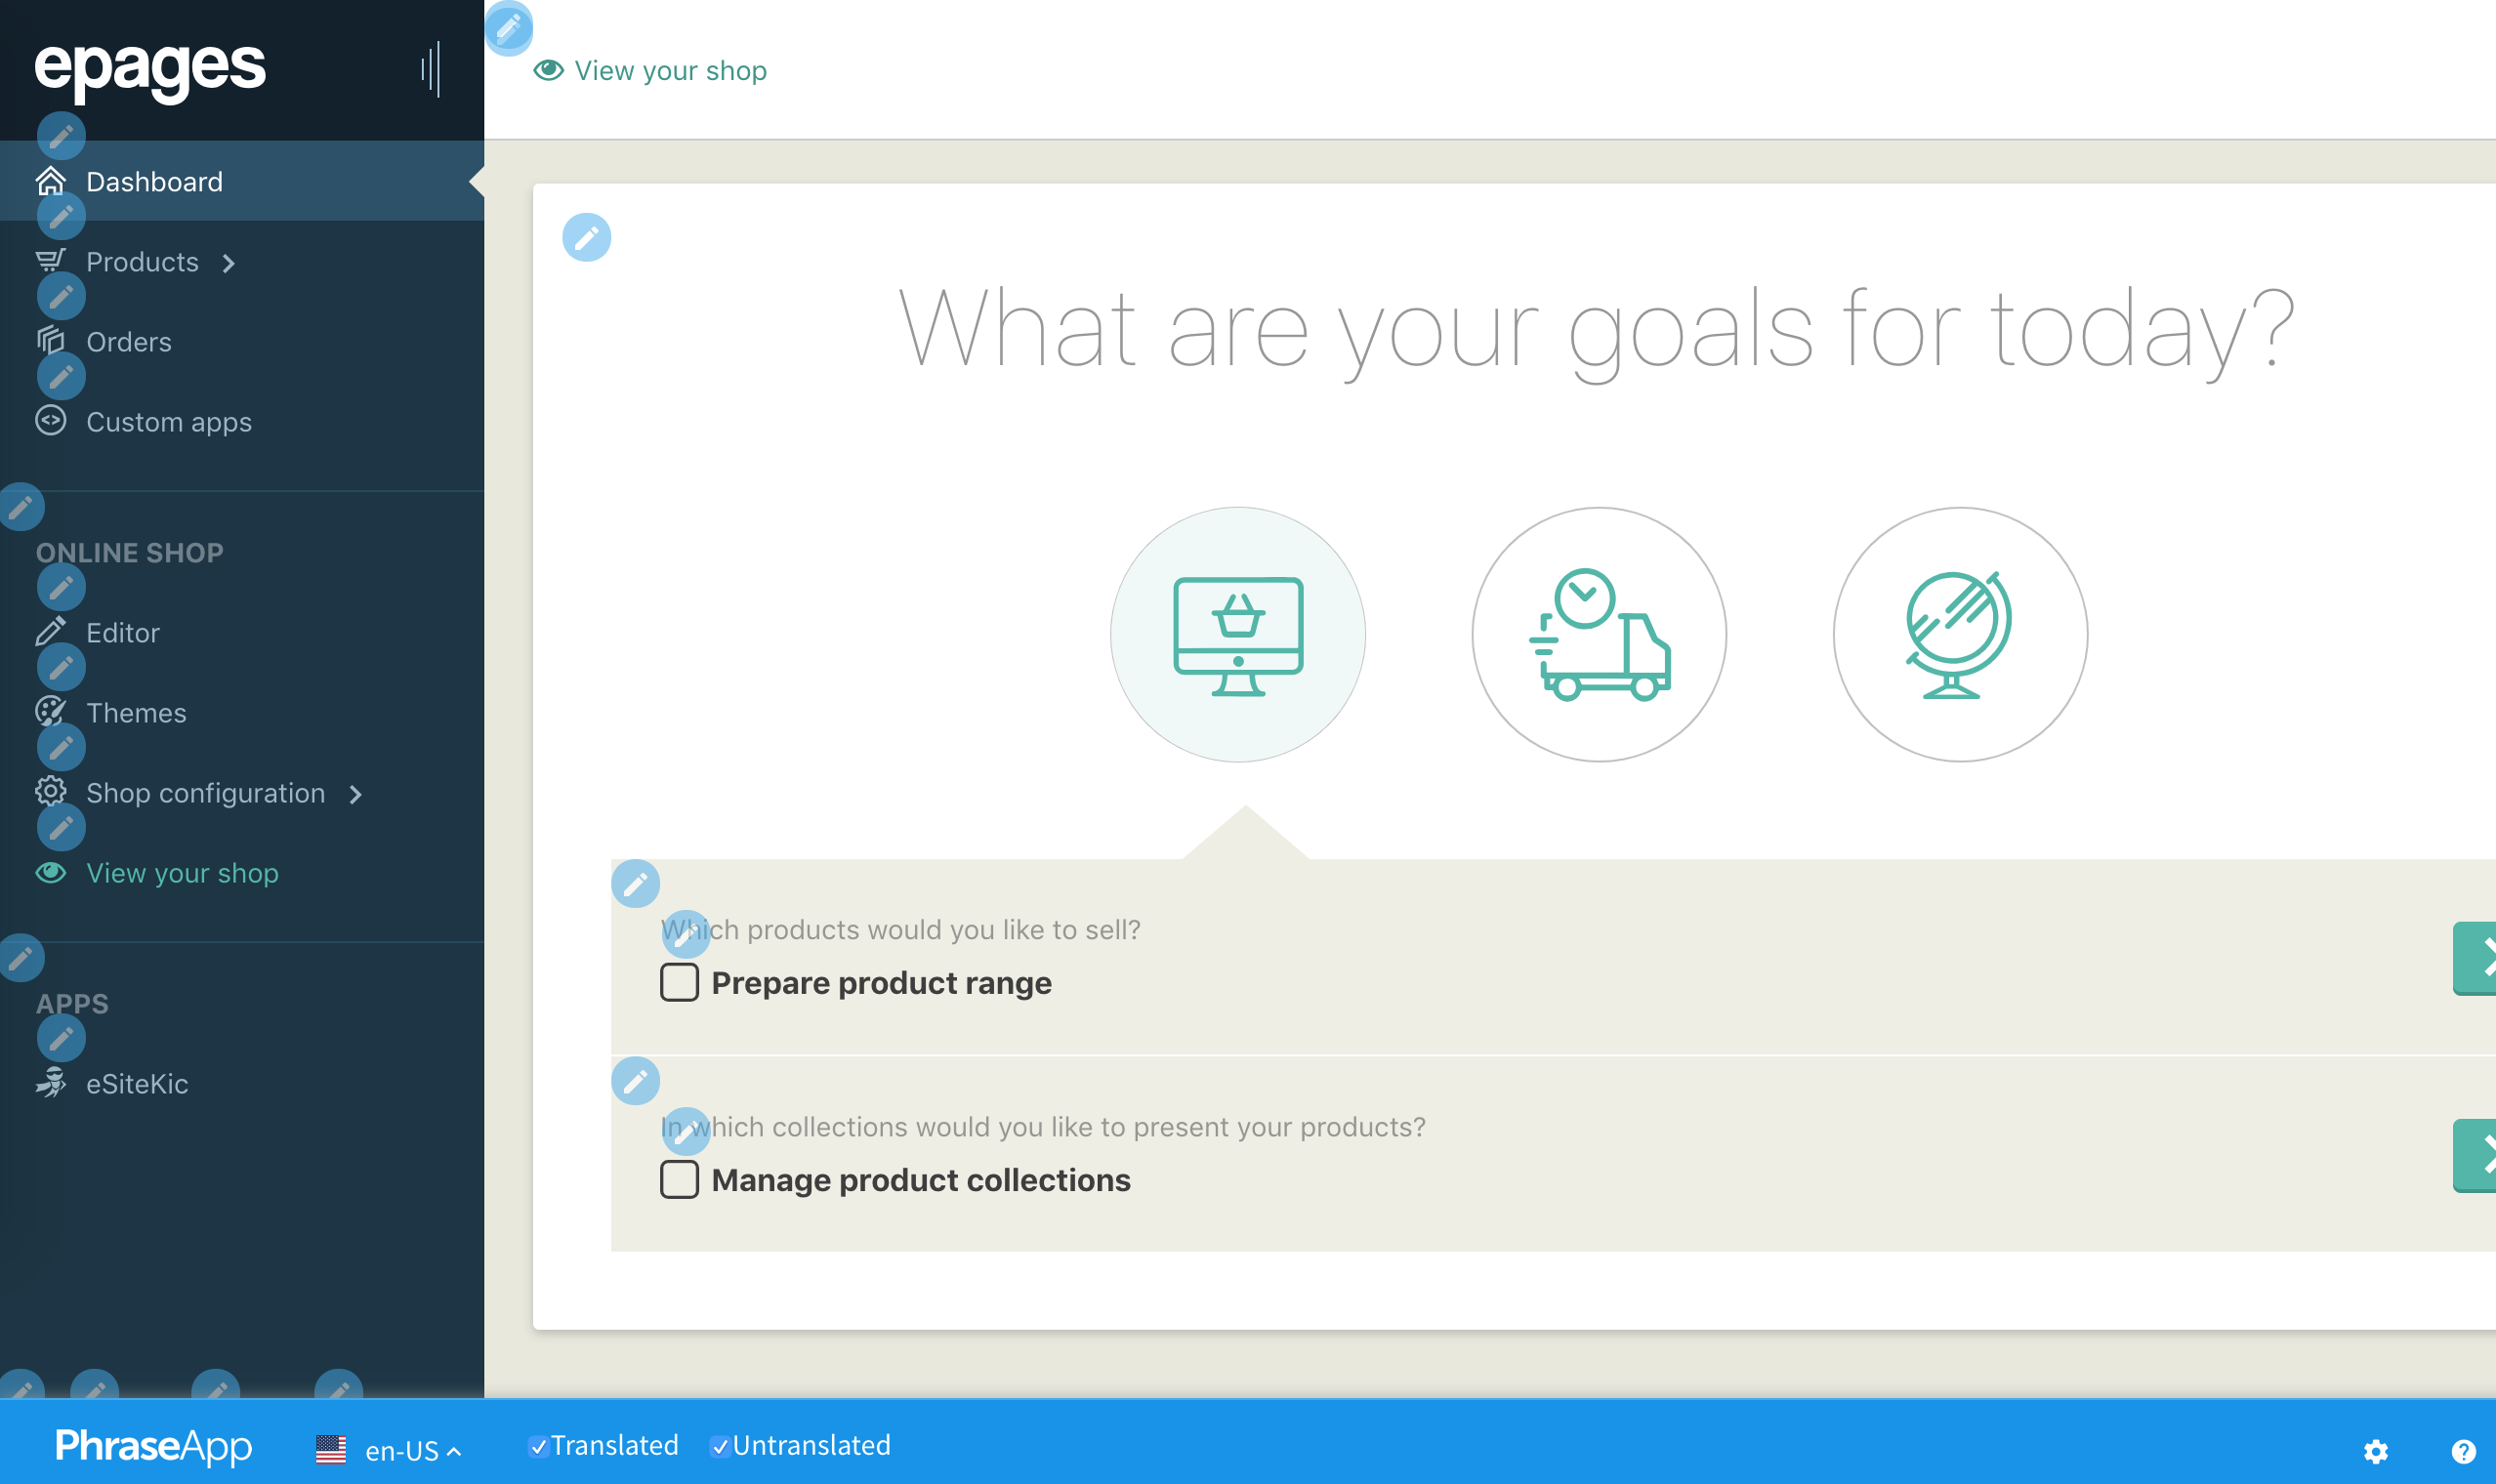 epages
View your shop
Dashboard
Products
Orders
Custom apps
ONLINE SHOP
Editor
Themes
Shop configuration
View your shop
APPS
eSiteKic
What are your goals for today?
Which products would you like to sell?
Prepare product range
In which collections would you like to present your products?
Manage product collections
PhraseApp
en-US
Translated
Untranslated